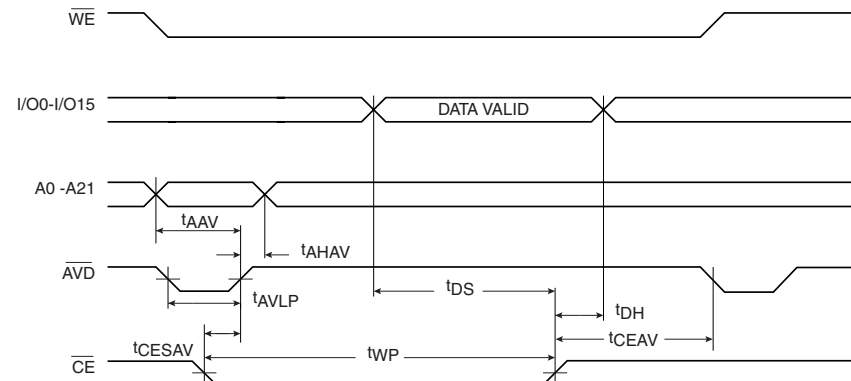 WE
I/O0-I/O15
DATA VALID
A0 -A21
tAAV
tAHAV
AVD
tAVLP
tDS
tDH
tCESAV
tWP
tCEAV
CE